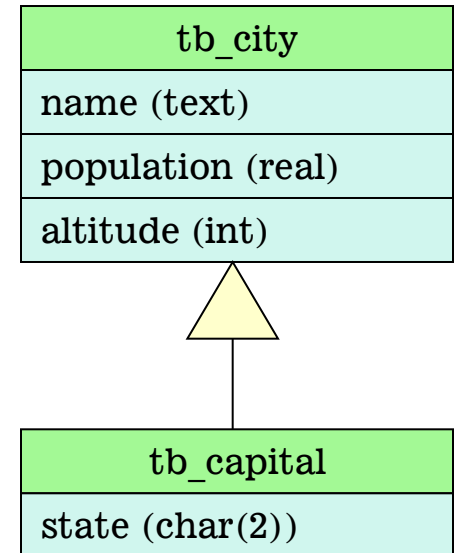 tb_city
name (text)
population (real)
altitude (int)
tb_capital
state (char(2))